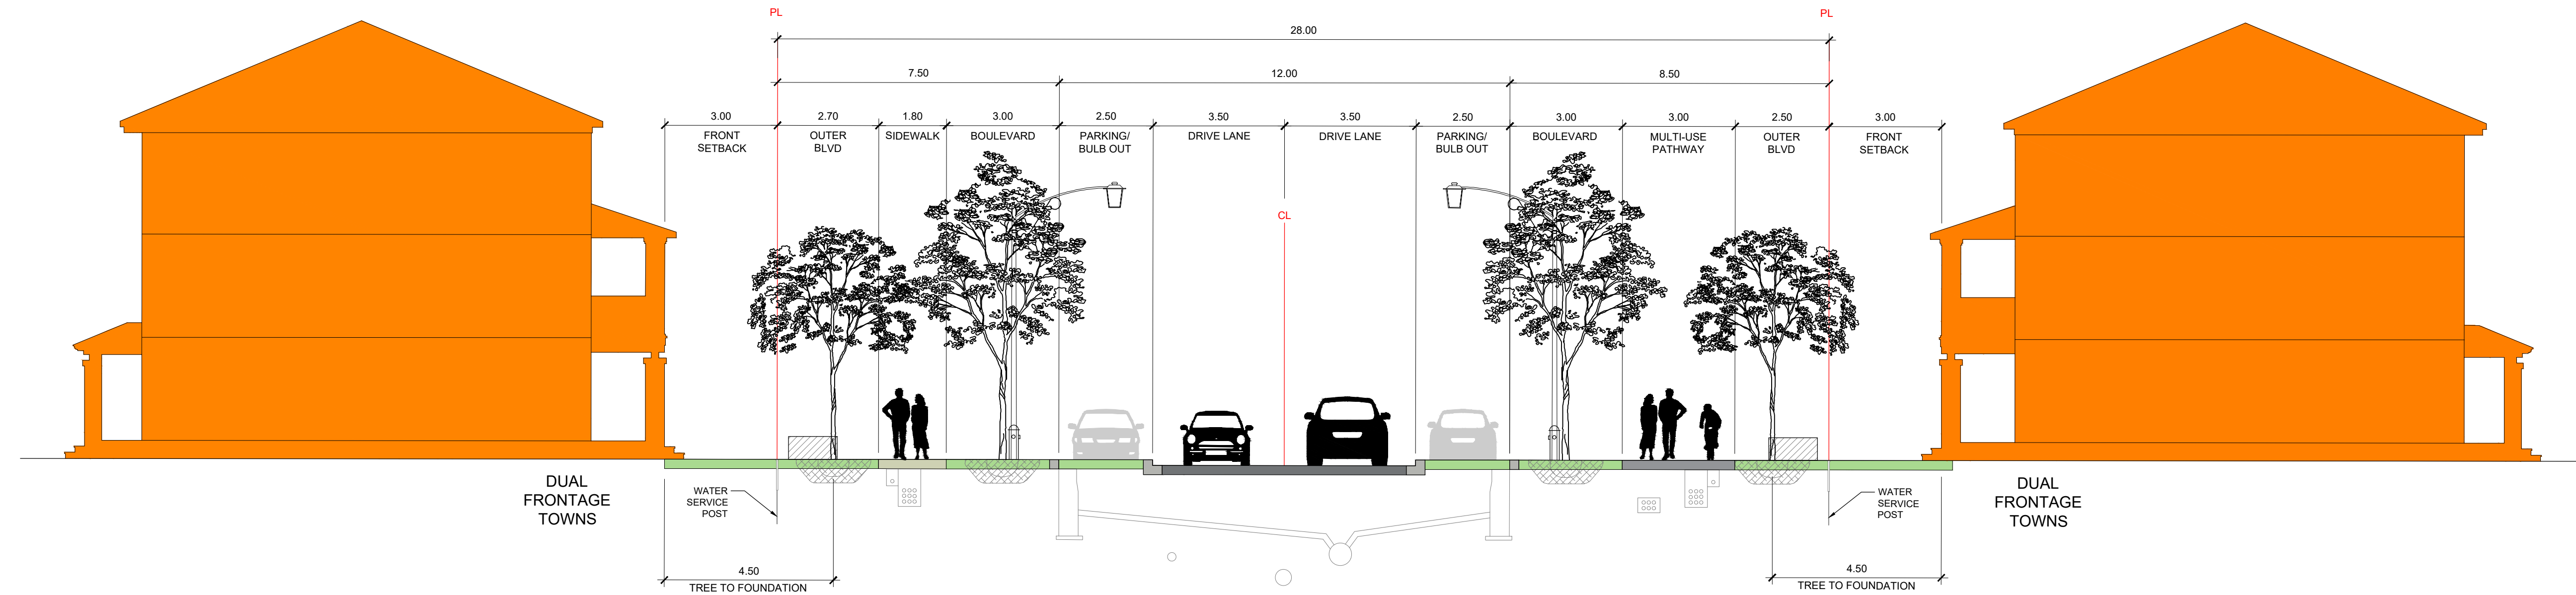 PL
PL
28.00
7.50
12.00
8.50
3.00
2.70
1.80
3.00
2.50
3.50
3.50
2.50
3.00
3.00
2.50
3.00
FRONT
SETBACK
OUTER
BLVD
SIDEWALK
BOULEVARD
PARKING/
BULB OUT
DRIVE LANE
DRIVE LANE
PARKING/
BULB OUT
BOULEVARD
MULTI-USE
PATHWAY
OUTER
BLVD
FRONT
SETBACK
CL
DUAL
FRONTAGE
TOWNS
WATER
SERVICE
POST
WATER
SERVICE
POST
DUAL
FRONTAGE
TOWNS
4.50
TREE TO FOUNDATION
4.50
TREE TO FOUNDATION